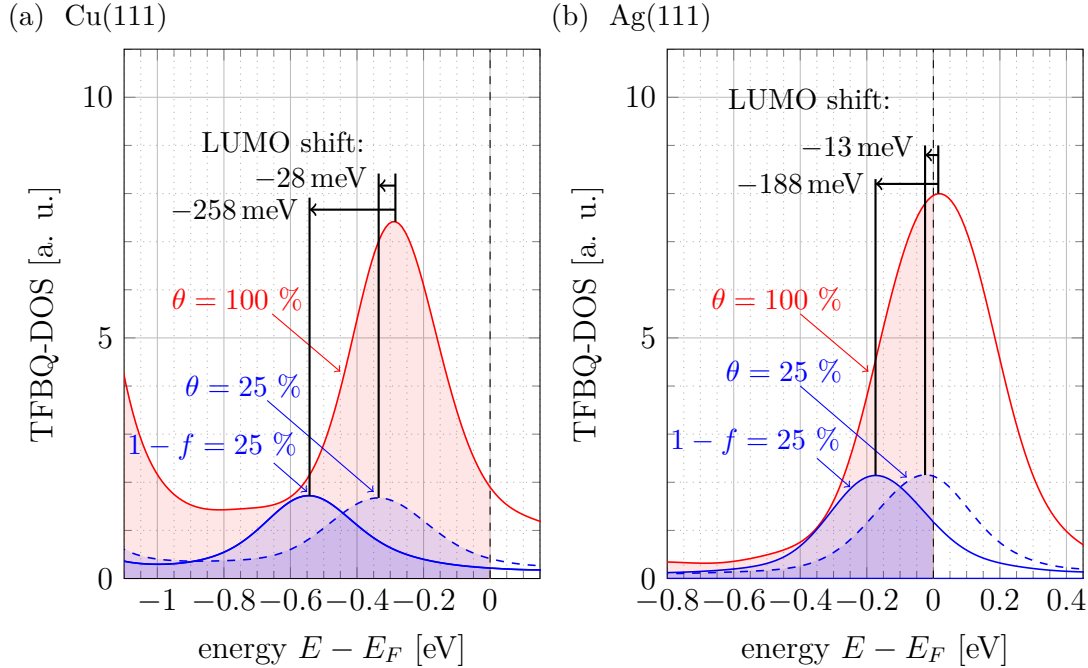 (a) Cu(111)
TFBQ-DOS [a. u.]
10
5
0
LUMO shift:
−28 meV
−258 meV
θ = 100 %
θ = 25 %
1 − f = 25 %
−1 −0.8 −0.6 −0.4 −0.2 0
energy E − E_F [eV]
(b) Ag(111)
TFBQ-DOS [a. u.]
10
5
0
LUMO shift:
−13 meV
−188 meV
θ = 100 %
θ = 25 %
1 − f = 25 %
−0.8 −0.6 −0.4 −0.2 0 0.2 0.4
energy E − E_F [eV]